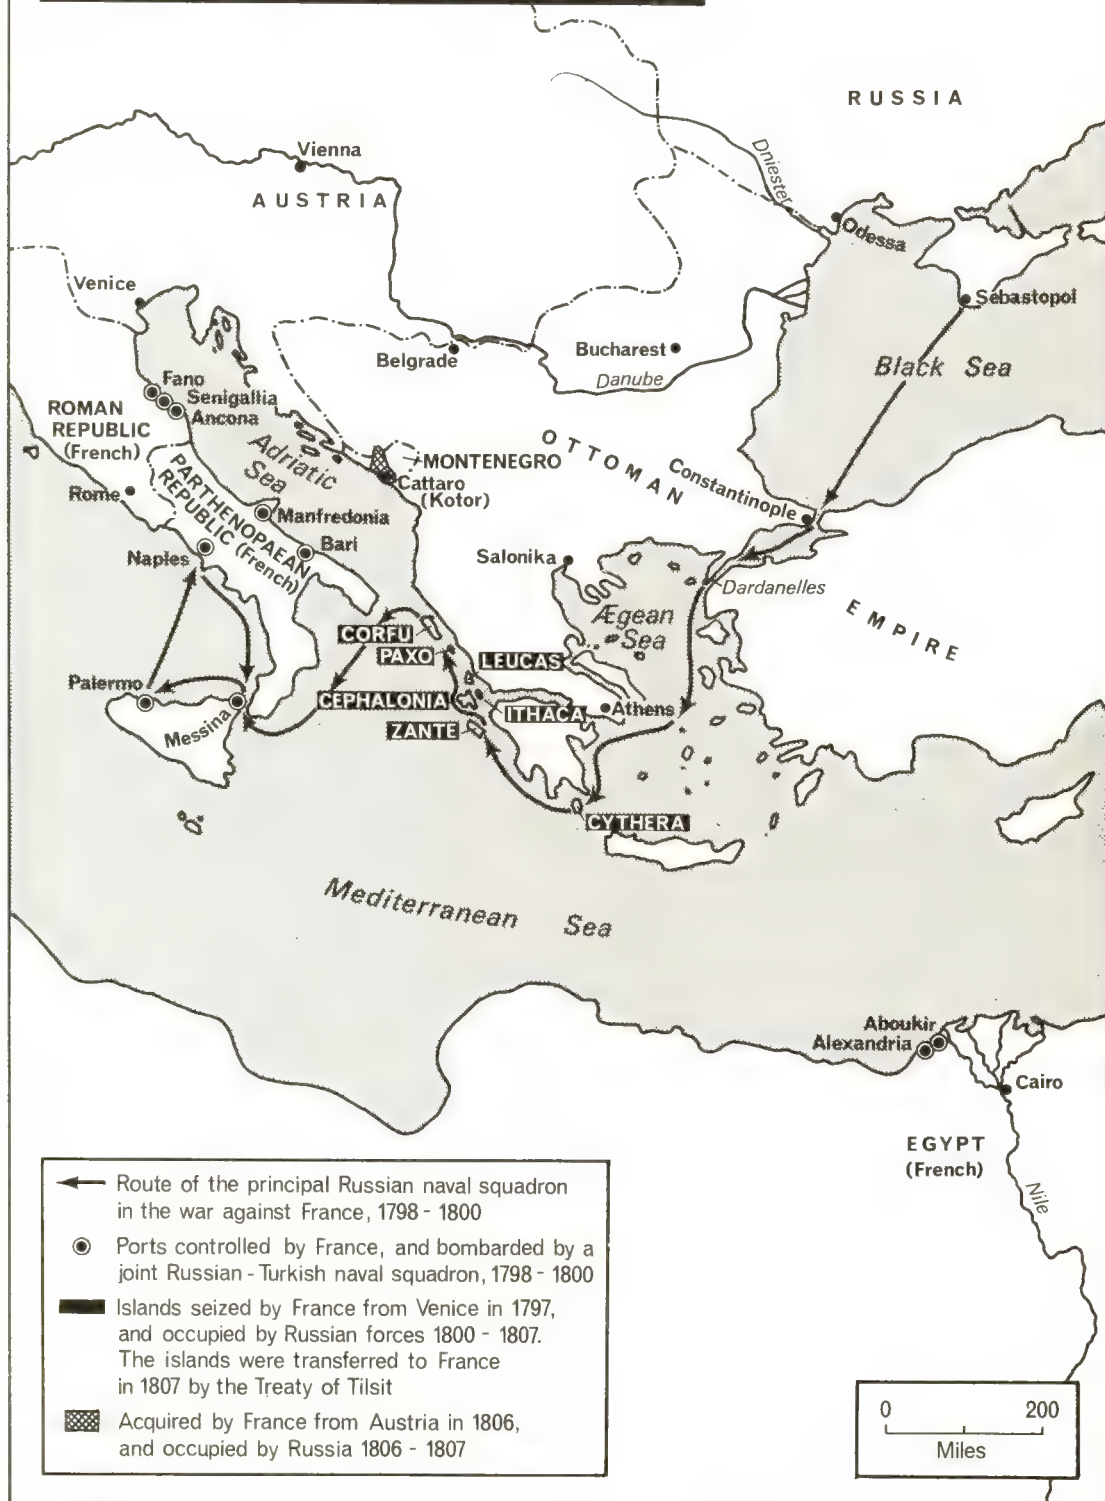 RUSSIA
Vienna
AUSTRIA
Dniester
Odessa
Venice
Sebastopol
Belgrade
Bucharest
Danube
Black Sea
Fano
Senigallia
Ancona
ROMAN
REPUBLIC
(French)
Adriatic
Sea
MONTENEGRO
Cattaro
(Kotor)
OTTOMAN
Constantinople
PARTHENOPAEAN
REPUBLIC (French)
Rome
Manfredonia
Naples
Bari
Salonika
Dardanelles
Ægean
Sea
EMPIRE
CORFU
PAXO
LEUCAS
Palermo
CEPHALONIA
ITHACA
Athens
Messina
ZANTE
CYTHERA
Mediterranean Sea
Aboukir
Alexandria
Cairo
EGYPT
(French)
Nile
Route of the principal Russian naval squadron
in the war against France, 1798 - 1800
Ports controlled by France, and bombarded by a
joint Russian - Turkish naval squadron, 1798 - 1800
Islands seized by France from Venice in 1797,
and occupied by Russian forces 1800 - 1807.
The islands were transferred to France
in 1807 by the Treaty of Tilsit
Acquired by France from Austria in 1806,
and occupied by Russia 1806 - 1807
0 200
Miles